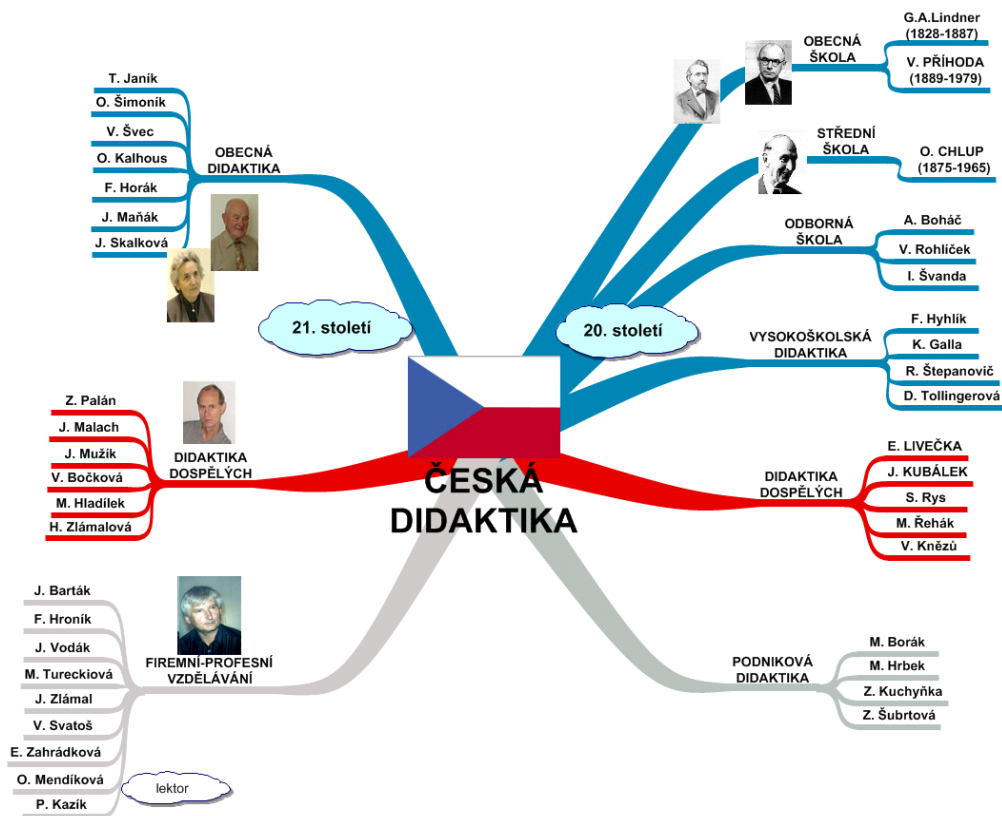 ČESKÁ
DIDAKTIKA
21. století
OBECNÁ
DIDAKTIKA
T. Janík
O. Šimoník
V. Švec
O. Kalhous
F. Horák
J. Maňák
J. Skalková
DIDAKTIKA
DOSPĚLÝCH
Z. Palán
J. Malach
J. Mužík
V. Bočková
M. Hladílek
H. Zlámalová
FIREMNÍ-PROFESNÍ
VZDĚLÁVÁNÍ
J. Barták
F. Hroník
J. Vodák
M. Tureckiová
J. Zlámal
V. Svatoš
E. Zahrádková
O. Mendíková
P. Kazík
lektor
20. století
OBECNÁ
ŠKOLA
G.A.Lindner
(1828-1887)
V. PŘÍHODA
(1889-1979)
STŘEDNÍ
ŠKOLA
O. CHLUP
(1875-1965)
ODBORNÁ
ŠKOLA
A. Boháč
V. Rohlíček
I. Švanda
VYSOKOŠKOLSKÁ
DIDAKTIKA
F. Hyhlík
K. Galla
R. Štepanovič
D. Tollingerová
DIDAKTIKA
DOSPĚLÝCH
E. LIVEČKA
J. KUBÁLEK
S. Rys
M. Řehák
V. Knězů
PODNIKOVÁ
DIDAKTIKA
M. Borák
M. Hrbek
Z. Kuchyňka
Z. Šubrtová